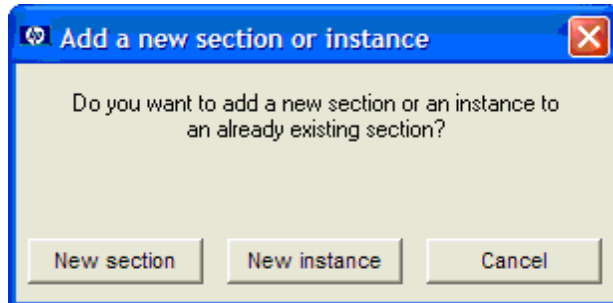 Add a new section or instance
Do you want to add a new section or an instance to
an already existing section?
New section New instance Cancel